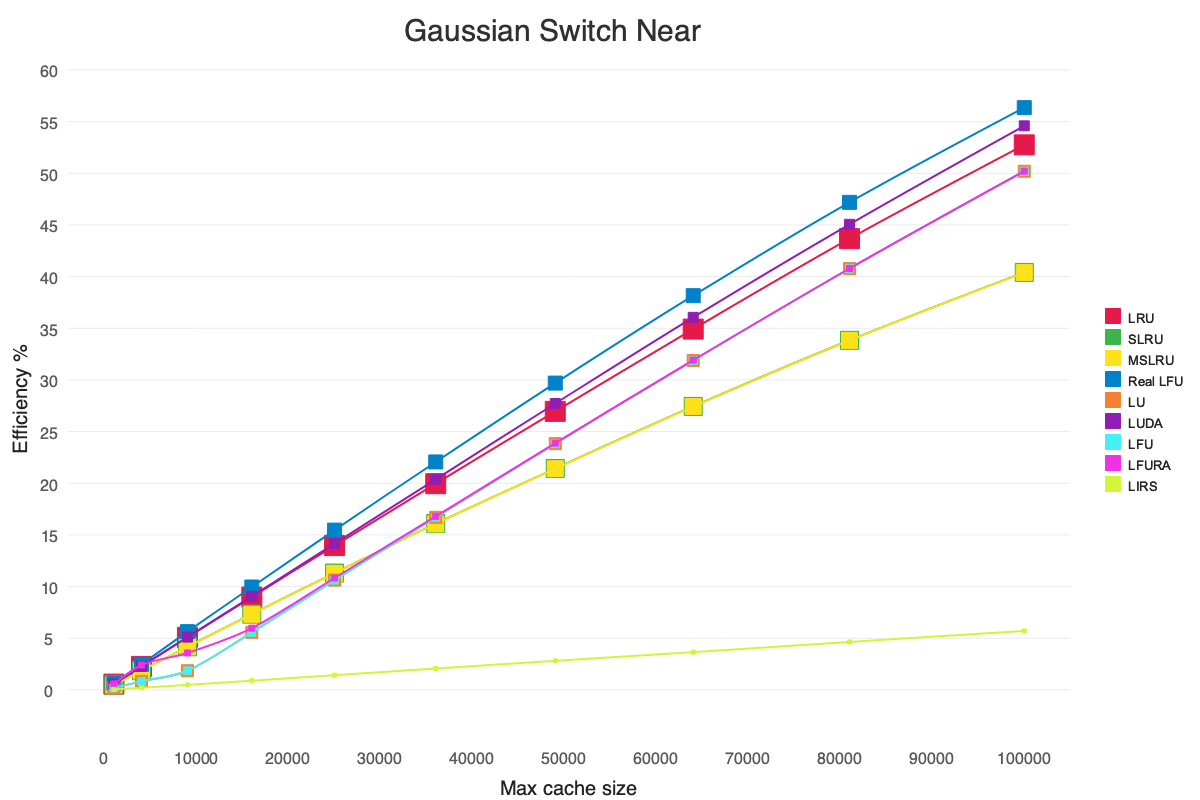 Gaussian Switch Near
60
55
50
45
40
35
30
25
20
15
10
5
0
Efficiency %
0 10000 20000 30000 40000 50000 60000 70000 80000 90000 100000
Max cache size
LRU
SLRU
MSLRU
Real LFU
LU
LUDA
LFU
LFURA
LIRS